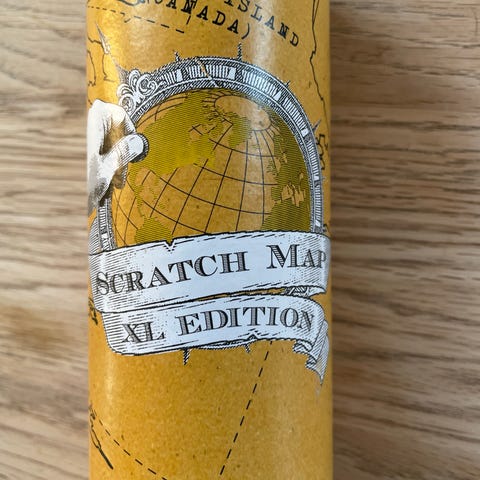 ISLAND
(CANADA)
SCRATCH MAP
XL EDITION